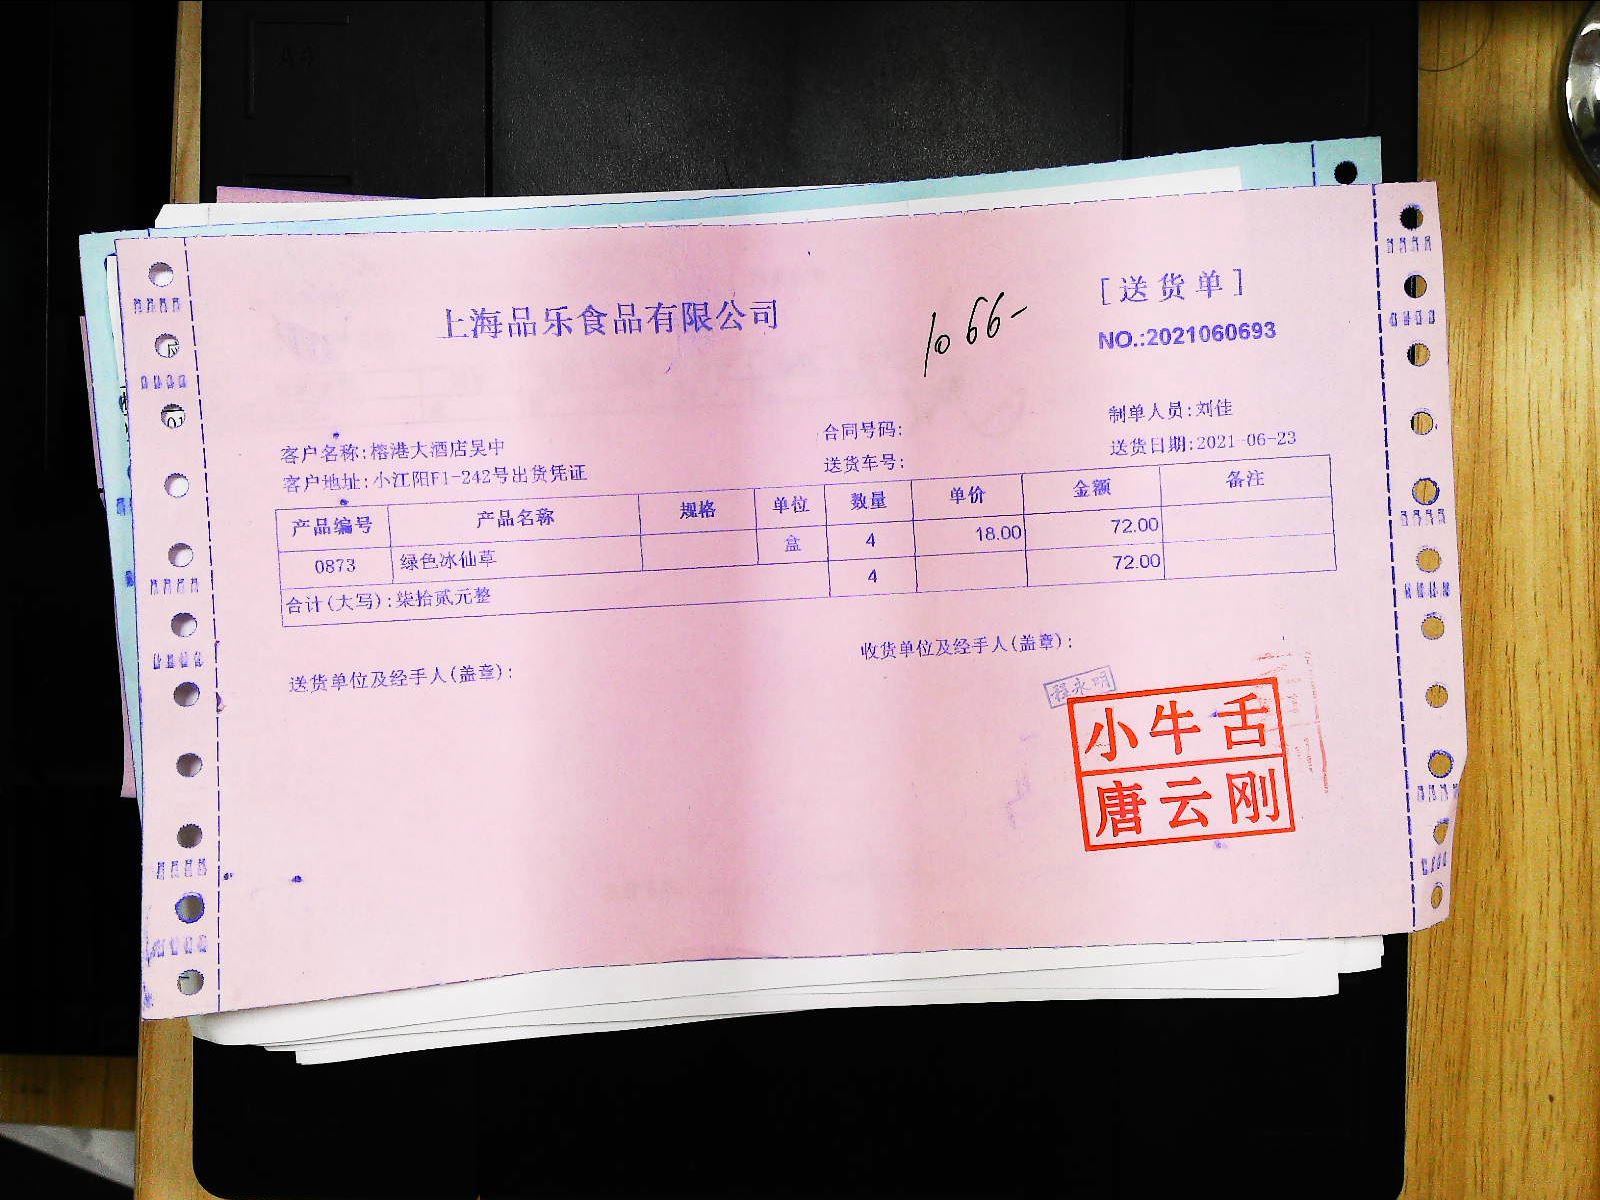 上海品乐食品有限公司
1066-
[送货单]
NO.:2021060693
客户名称:榕港大酒店吴中
合同号码:
制单人员:刘佳
客户地址:小江阳F1-242号出货凭证
送货车号:
送货日期:2021-06-23
产品编号 产品名称 规格 单位 数量 单价 金额 备注
0873 绿色冰仙草 盒 4 18.00 72.00
合计(大写):柒拾贰元整 4 72.00
送货单位及经手人(盖章):
收货单位及经手人(盖章):
程永明
小牛舌
唐云刚